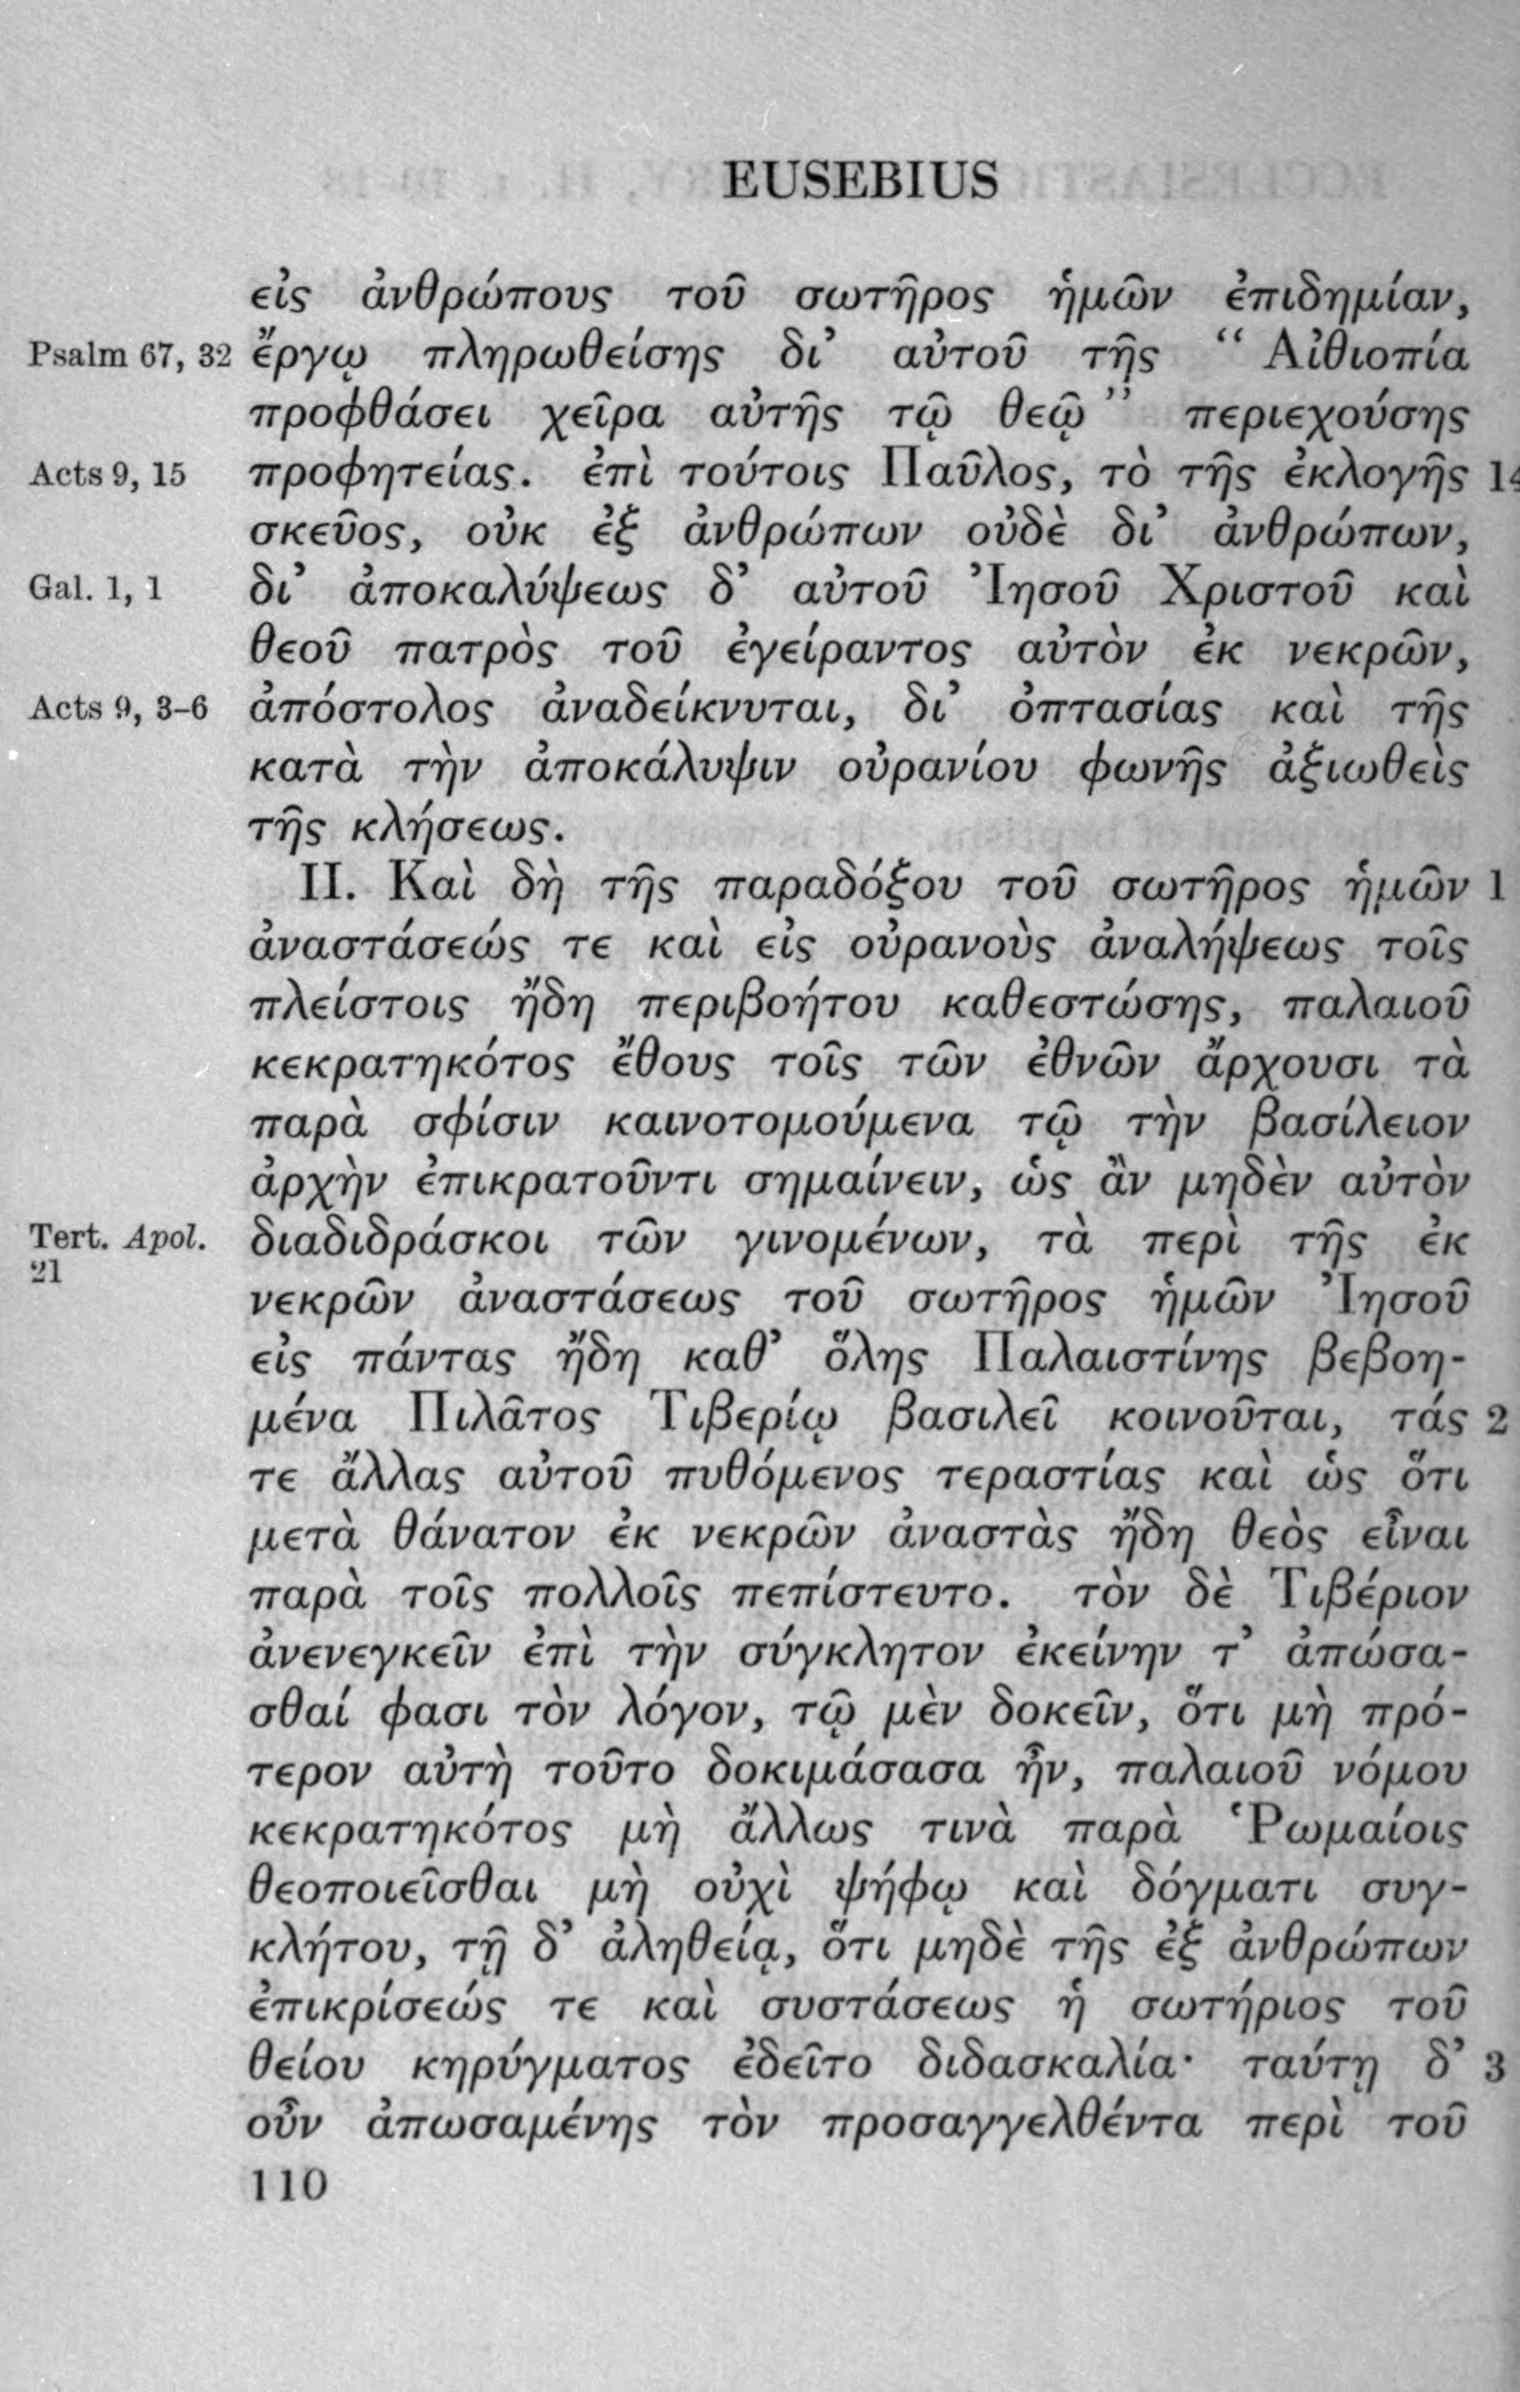 EUSEBIUS
εἰς ἀνθρώπους τοῦ σωτῆρος ἡμῶν ἐπιδημίαν,
Psalm 67, 32 ἔργῳ πληρωθείσης δι’ αὐτοῦ τῆς “ Αἰθιοπία
προφθάσει χεῖρα αὐτῆς τῷ θεῷ ” περιεχούσης
Acts 9, 15 προφητείας. ἐπὶ τούτοις Παῦλος, τὸ τῆς ἐκλογῆς 14
σκεῦος, οὐκ ἐξ ἀνθρώπων οὐδὲ δι’ ἀνθρώπων,
Gal. 1, 1 δι’ ἀποκαλύψεως δ’ αὐτοῦ Ἰησοῦ Χριστοῦ καὶ
θεοῦ πατρὸς τοῦ ἐγείραντος αὐτὸν ἐκ νεκρῶν,
Acts 9, 3-6 ἀπόστολος ἀναδείκνυται, δι’ ὀπτασίας καὶ τῆς
κατὰ τὴν ἀποκάλυψιν οὐρανίου φωνῆς ἀξιωθεὶς
τῆς κλήσεως.
II. Καὶ δὴ τῆς παραδόξου τοῦ σωτῆρος ἡμῶν 1
ἀναστάσεώς τε καὶ εἰς οὐρανοὺς ἀναλήψεως τοῖς
πλείστοις ἤδη περιβοήτου καθεστώσης, παλαιοῦ
κεκρατηκότος ἔθους τοῖς τῶν ἐθνῶν ἄρχουσι τὰ
παρὰ σφίσιν καινοτομούμενα τῷ τὴν βασίλειον
ἀρχὴν ἐπικρατοῦντι σημαίνειν, ὡς ἂν μηδὲν αὐτὸν
Tert. Apol. διαδιδράσκοι τῶν γινομένων, τὰ περὶ τῆς ἐκ
21
νεκρῶν ἀναστάσεως τοῦ σωτῆρος ἡμῶν Ἰησοῦ
εἰς πάντας ἤδη καθ’ ὅλης Παλαιστίνης βεβοη-
μένα Πιλᾶτος Τιβερίῳ βασιλεῖ κοινοῦται, τάς 2
τε ἄλλας αὐτοῦ πυθόμενος τεραστίας καὶ ὡς ὅτι
μετὰ θάνατον ἐκ νεκρῶν ἀναστὰς ἤδη θεὸς εἶναι
παρὰ τοῖς πολλοῖς πεπίστευτο. τὸν δὲ Τιβέριον
ἀνενεγκεῖν ἐπὶ τὴν σύγκλητον ἐκείνην τ’ ἀπώσα-
σθαί φασι τὸν λόγον, τῷ μὲν δοκεῖν, ὅτι μὴ πρό-
τερον αὐτὴ τοῦτο δοκιμάσασα ἦν, παλαιοῦ νόμου
κεκρατηκότος μὴ ἄλλως τινὰ παρὰ Ῥωμαίοις
θεοποιεῖσθαι μὴ οὐχὶ ψήφῳ καὶ δόγματι συγ-
κλήτου, τῇ δ’ ἀληθείᾳ, ὅτι μηδὲ τῆς ἐξ ἀνθρώπων
ἐπικρίσεώς τε καὶ συστάσεως ἡ σωτήριος τοῦ
θείου κηρύγματος ἐδεῖτο διδασκαλία· ταύτῃ δ’ 3
οὖν ἀπωσαμένης τὸν προσαγγελθέντα περὶ τοῦ
110